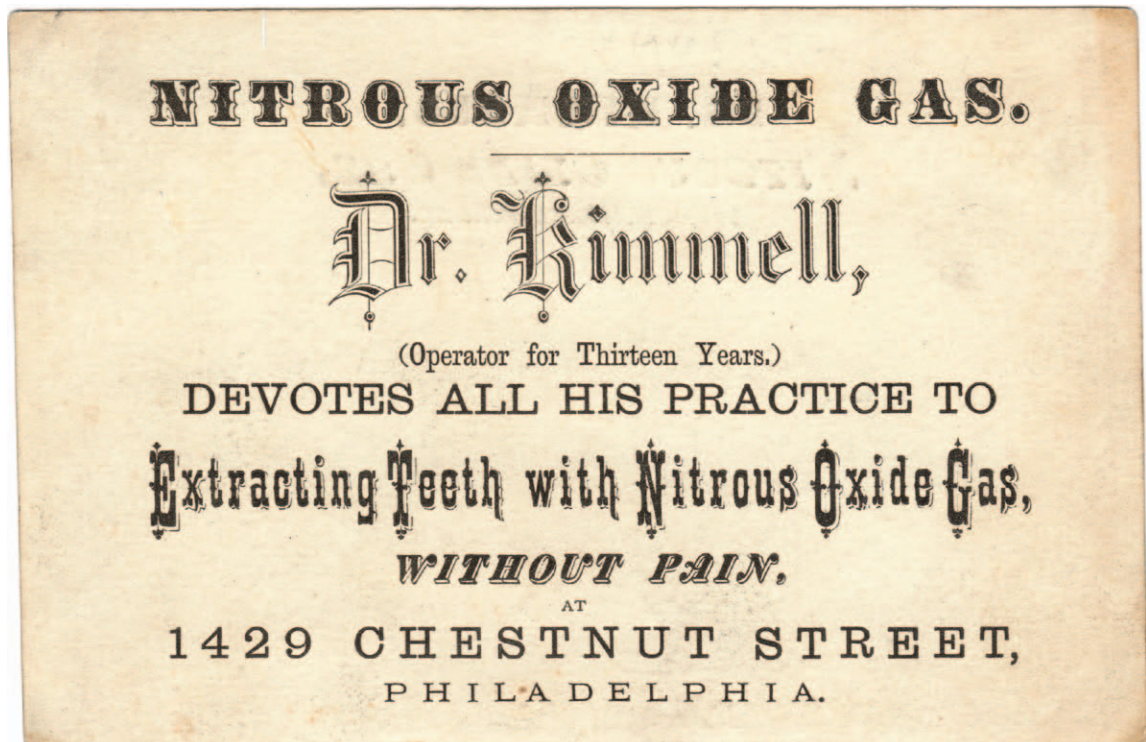 NITROUS OXIDE GAS.
Dr. Kimmell,
(Operator for Thirteen Years.)
DEVOTES ALL HIS PRACTICE TO
Extracting Teeth with Nitrous Oxide Gas,
WITHOUT PAIN,
AT
1429 CHESTNUT STREET,
PHILADELPHIA.